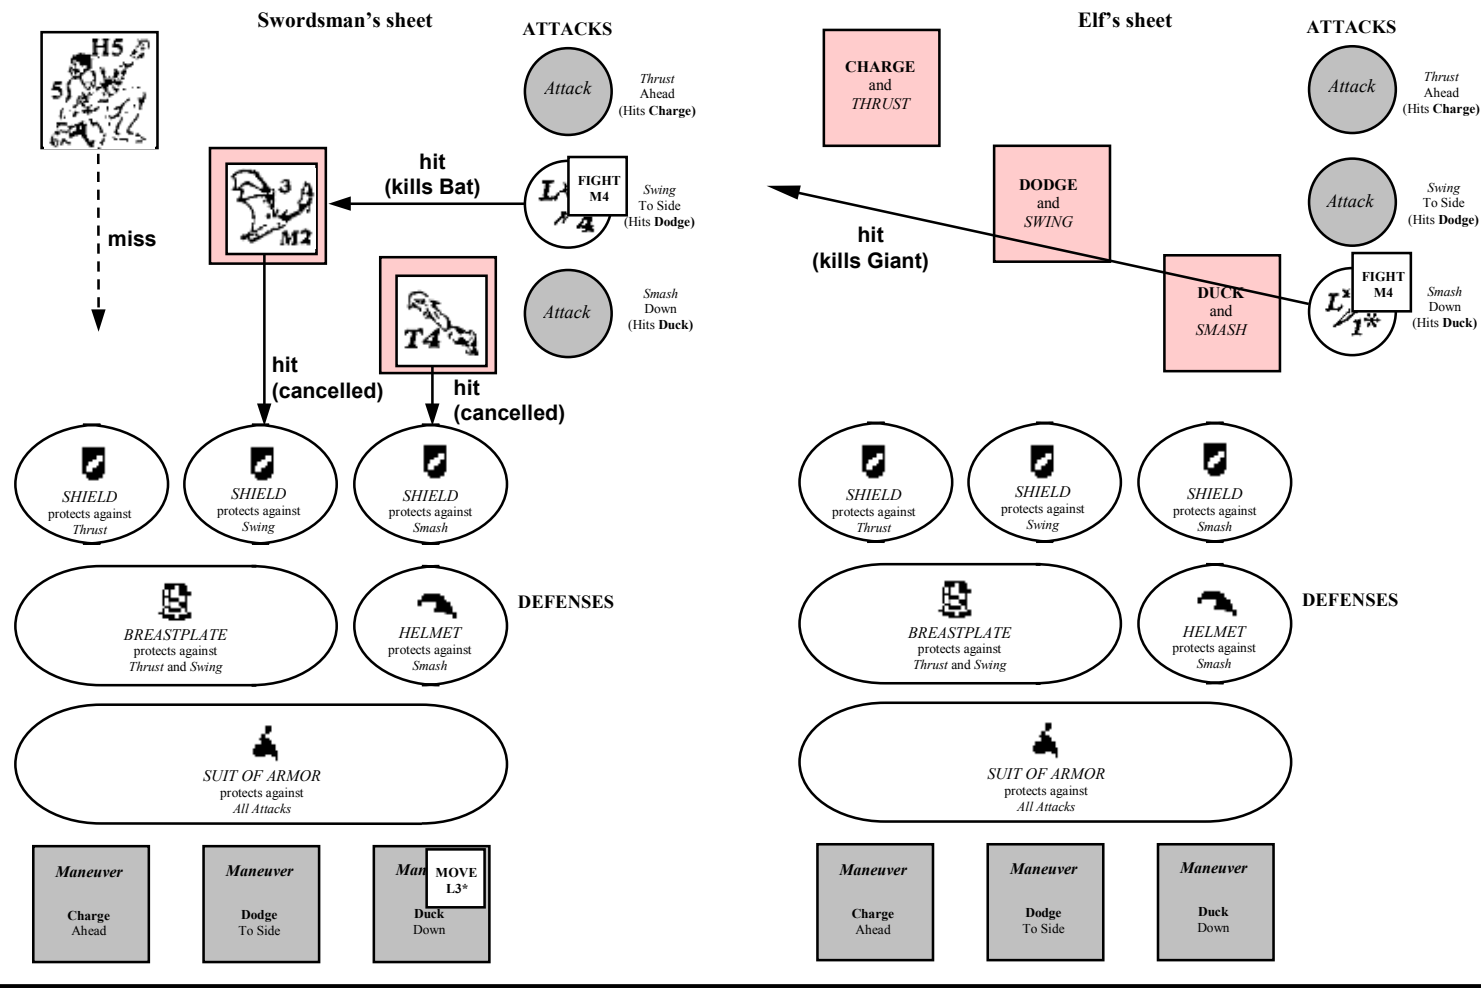 Swordsman's sheet
H5
5
miss
3
M2
hit
(kills Bat)
T4
hit
(cancelled)
hit
(cancelled)
ATTACKS
Attack
Thrust
Ahead
(Hits Charge)
L
4
FIGHT
M4
Swing
To Side
(Hits Dodge)
Attack
Smash
Down
(Hits Duck)
SHIELD
protects against
Thrust
SHIELD
protects against
Swing
SHIELD
protects against
Smash
BREASTPLATE
protects against
Thrust and Swing
HELMET
protects against
Smash
DEFENSES
SUIT OF ARMOR
protects against
All Attacks
Maneuver
Charge
Ahead
Maneuver
Dodge
To Side
Man
MOVE
L3*
Duck
Down
Elf's sheet
CHARGE
and
THRUST
DODGE
and
SWING
DUCK
and
SMASH
hit
(kills Giant)
ATTACKS
Attack
Thrust
Ahead
(Hits Charge)
Attack
Swing
To Side
(Hits Dodge)
L*
1*
FIGHT
M4
Smash
Down
(Hits Duck)
SHIELD
protects against
Thrust
SHIELD
protects against
Swing
SHIELD
protects against
Smash
BREASTPLATE
protects against
Thrust and Swing
HELMET
protects against
Smash
DEFENSES
SUIT OF ARMOR
protects against
All Attacks
Maneuver
Charge
Ahead
Maneuver
Dodge
To Side
Maneuver
Duck
Down